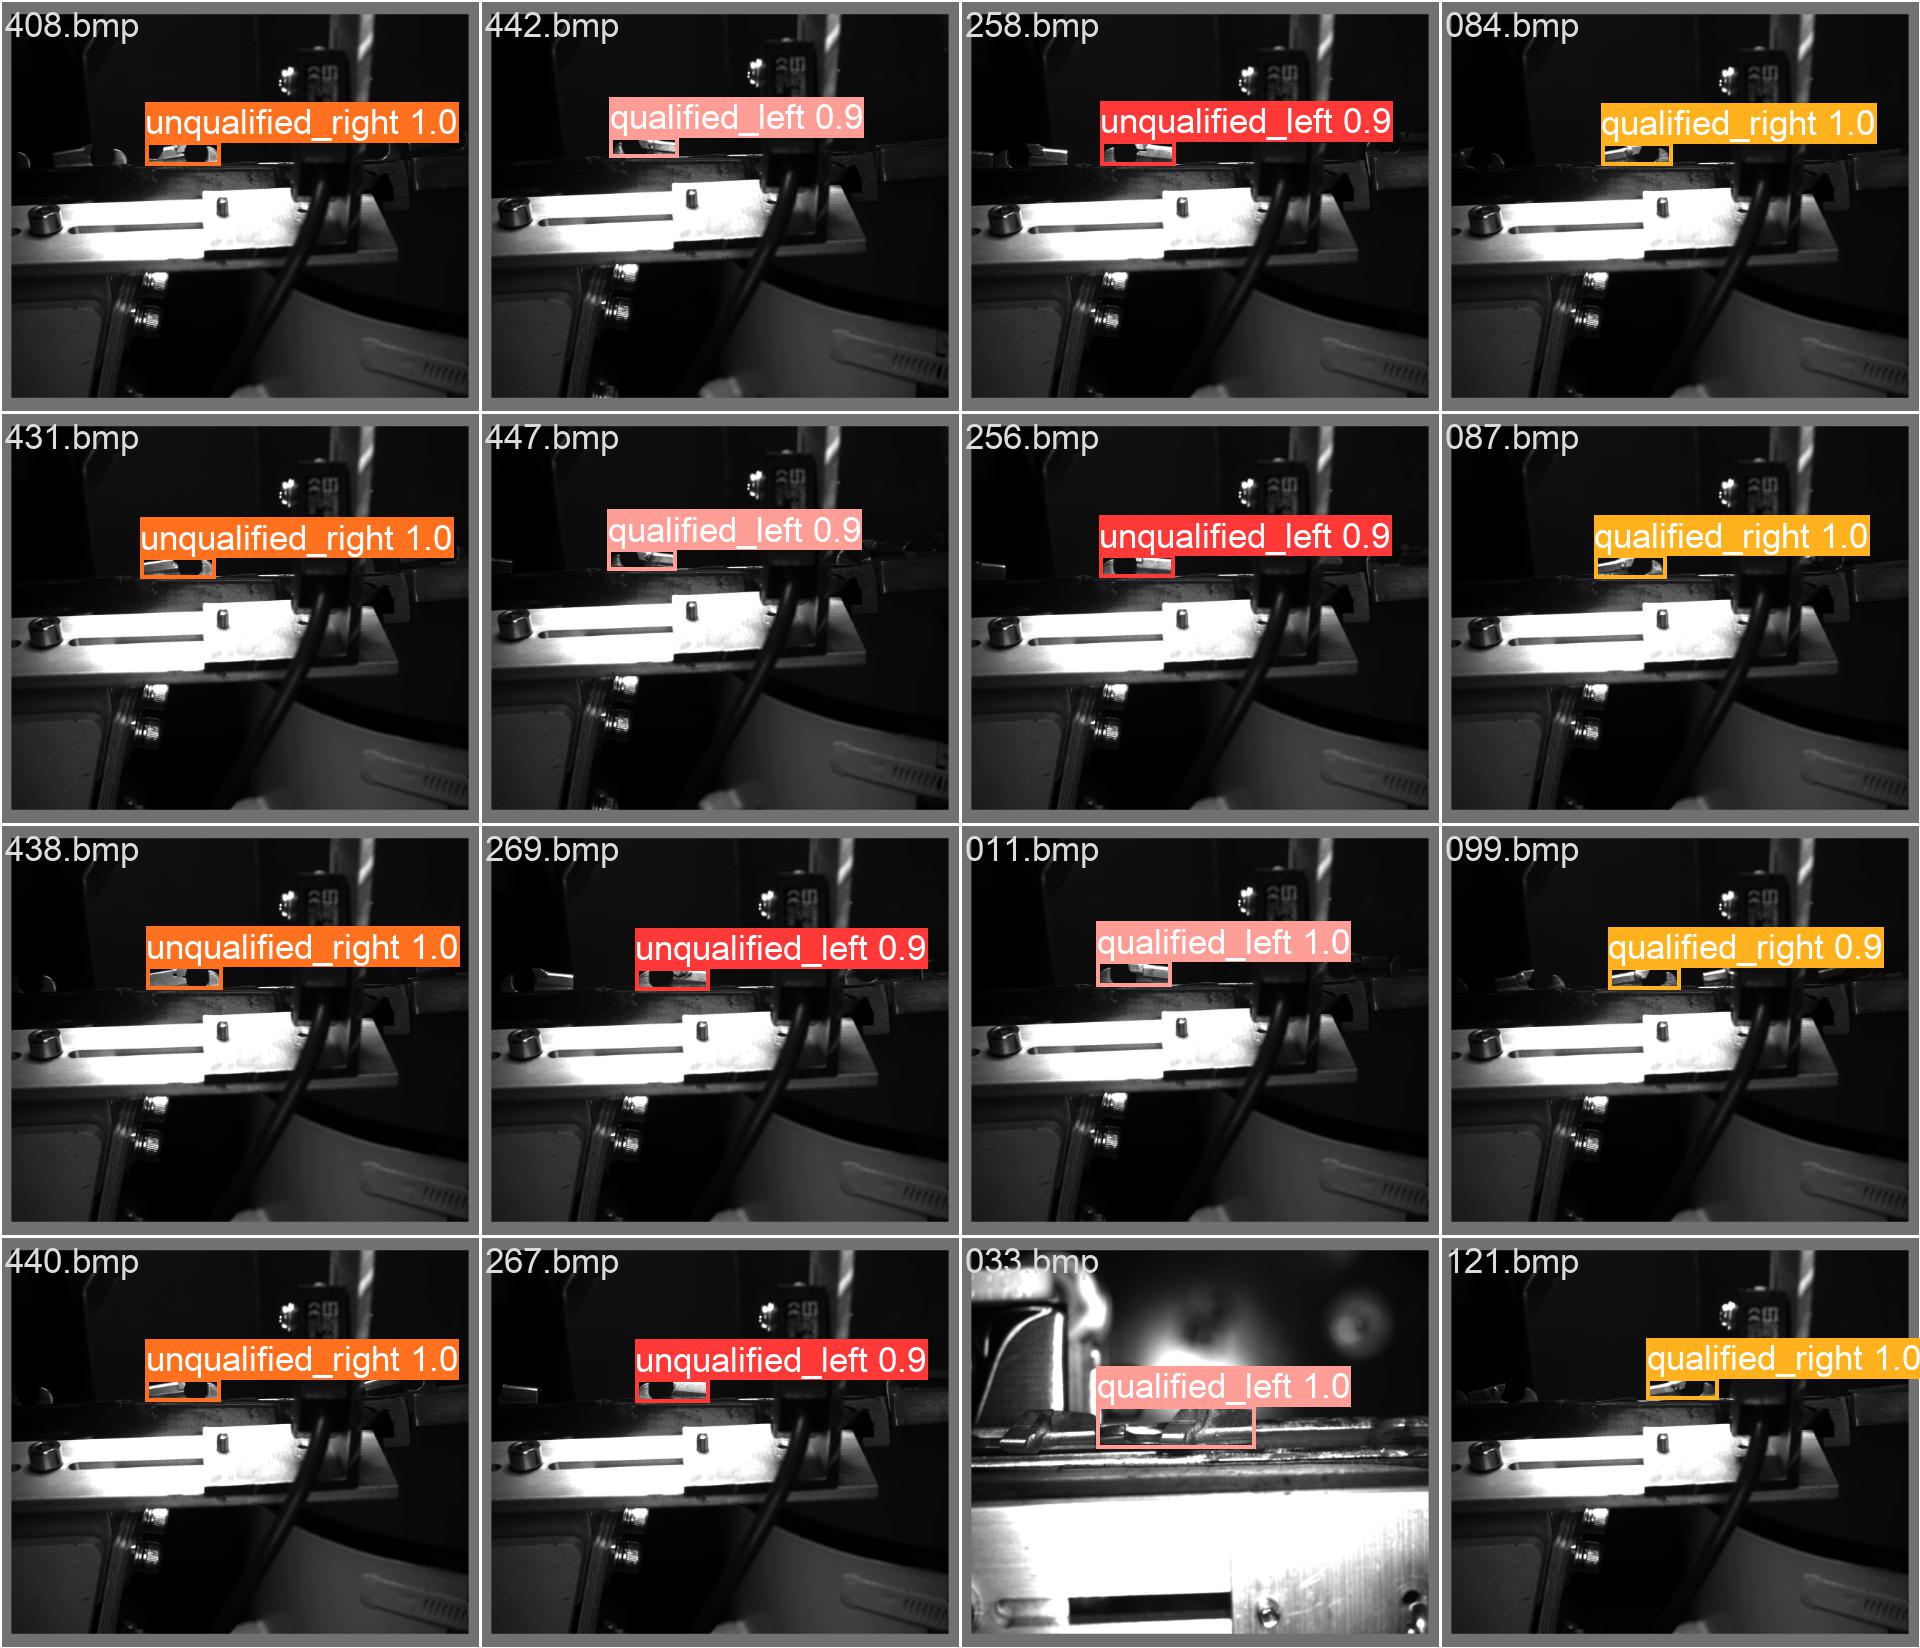 408.bmp
unqualified_right 1.0
442.bmp
qualified_left 0.9
258.bmp
unqualified_left 0.9
084.bmp
qualified_right 1.0
431.bmp
unqualified_right 1.0
447.bmp
qualified_left 0.9
256.bmp
unqualified_left 0.9
087.bmp
qualified_right 1.0
438.bmp
unqualified_right 1.0
269.bmp
unqualified_left 0.9
011.bmp
qualified_left 1.0
099.bmp
qualified_right 0.9
440.bmp
unqualified_right 1.0
267.bmp
unqualified_left 0.9
033.bmp
qualified_left 1.0
121.bmp
qualified_right 1.0